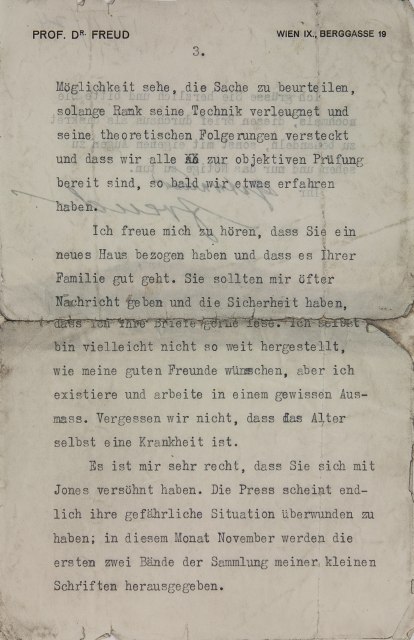 PROF. DR. FREUD
WIEN IX., BERGGASSE 19
3.
Möglichkeit sehe, die Sache zu beurteilen,
solange Rank seine Technik verleugnet und
seine theoretischen Folgerungen versteckt
und dass wir alle zur objektiven Prüfung
bereit sind, so bald wir etwas erfahren
haben.
Ich freue mich zu hören, dass Sie ein
neues Haus bezogen haben und dass es Ihrer
Familie gut geht. Sie sollten mir öfter
Nachricht geben und die Sicherheit haben,
dass ich Ihre Briefe gerne lese. Ich selbst
bin vielleicht nicht so weit hergestellt,
wie meine guten Freunde wünschen, aber ich
existiere und arbeite in einem gewissen Aus-
mass. Vergessen wir nicht, dass das Alter
selbst eine Krankheit ist.
Es ist mir sehr recht, dass Sie sich mit
Jones versöhnt haben. Die Press scheint end-
lich ihre gefährliche Situation überwunden zu
haben; in diesem Monat November werden die
ersten zwei Bände der Sammlung meiner kleinen
Schriften herausgegeben.